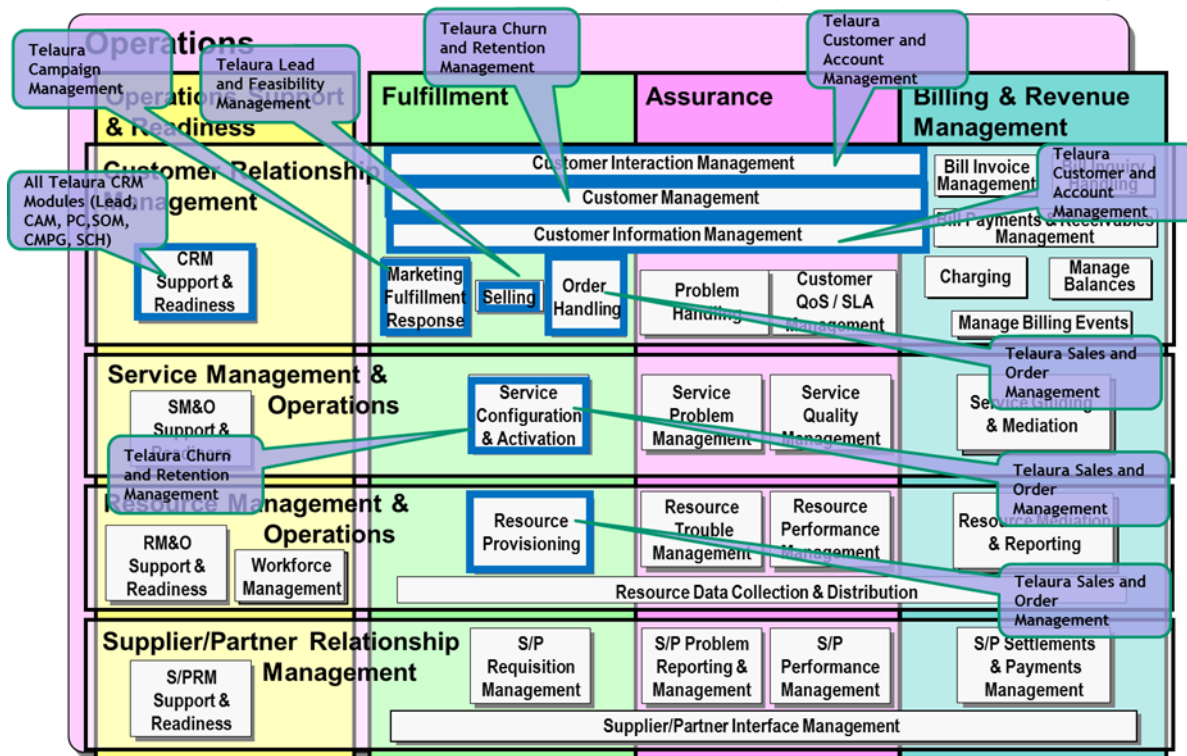 Operations
Telaura
Campaign
Management
Telaura Lead
and Feasibility
Management
Telaura Churn
and Retention
Management
Telaura
Customer and
Account
Management
Operations Support
& Readiness
Fulfillment
Assurance
Billing & Revenue
Management
Customer Relationship
Management
All Telaura CRM
Modules (Lead,
CAM, PC,SOM,
CMPG, SCH)
CRM
Support &
Readiness
Customer Interaction Management
Customer Management
Customer Information Management
Marketing
Fulfillment
Response
Selling
Order
Handling
Problem
Handling
Customer
QoS / SLA
Management
Bill Invoice
Management
Bill Inquiry
Handling
Telaura
Customer and
Account
Management
Bill Payments & Receivables
Management
Charging
Manage
Balances
Manage Billing Events
Telaura Sales and
Order
Management
Service Management &
Operations
SM&O
Support &
Readiness
Telaura Churn
and Retention
Management
Service
Configuration
& Activation
Service
Problem
Management
Service
Quality
Management
Service Guiding
& Mediation
Telaura Sales and
Order
Management
Resource Management &
Operations
RM&O
Support &
Readiness
Workforce
Management
Resource
Provisioning
Resource
Trouble
Management
Resource
Performance
Management
Resource Mediation
& Reporting
Telaura Sales and
Order
Management
Resource Data Collection & Distribution
Supplier/Partner Relationship
Management
S/PRM
Support &
Readiness
S/P
Requisition
Management
S/P Problem
Reporting &
Management
S/P
Performance
Management
S/P Settlements
& Payments
Management
Supplier/Partner Interface Management